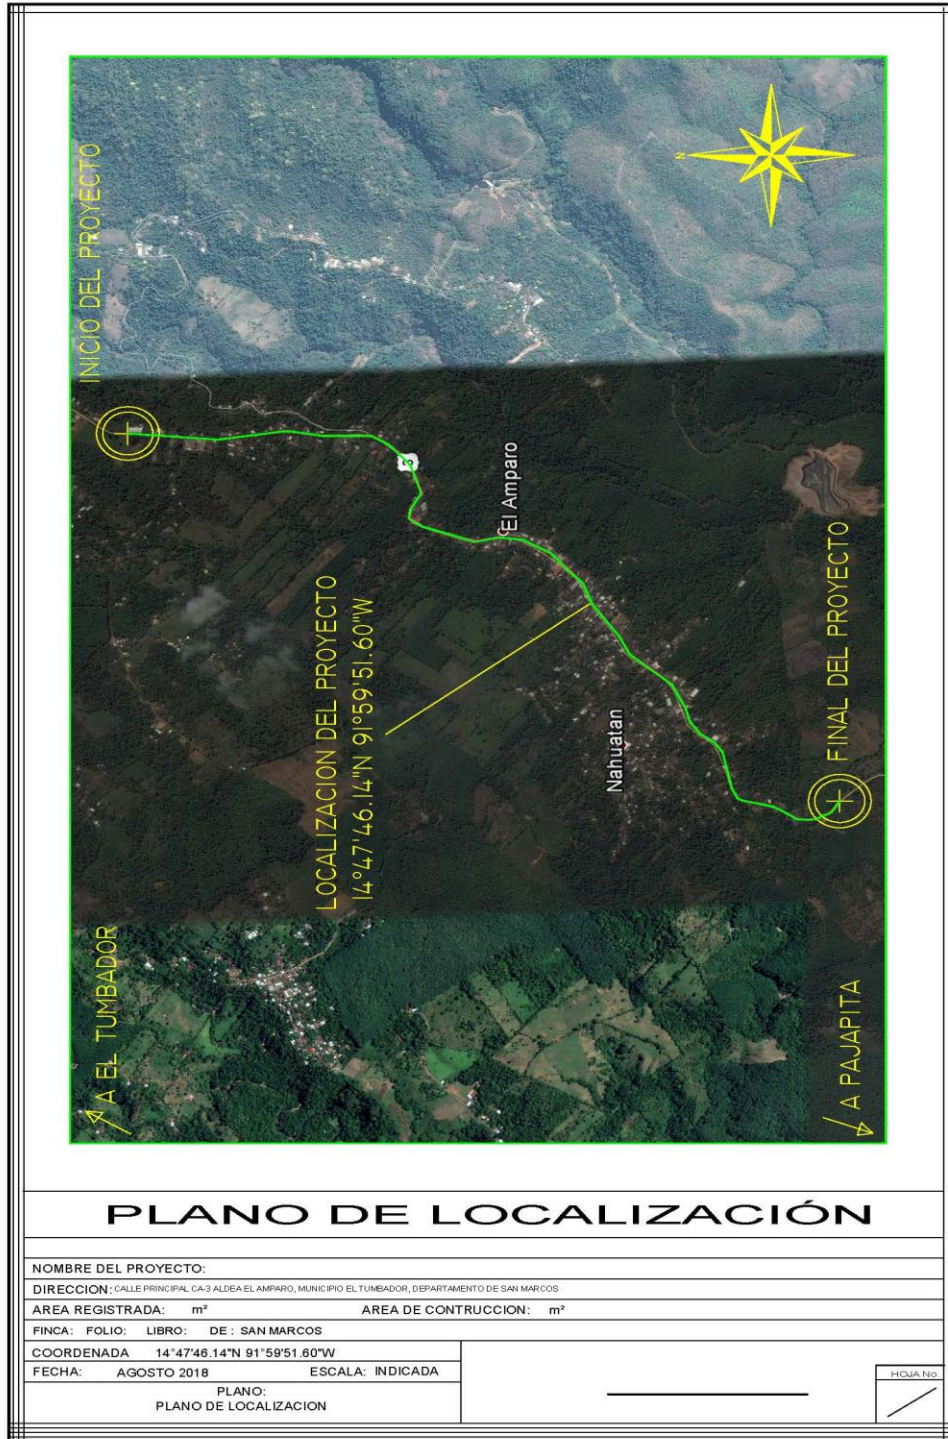 INICIO DEL PROYECTO
N
El Amparo
LOCALIZACION DEL PROYECTO
14°47'46.14"N 91°59'51.60"W
Nahuatan
FINAL DEL PROYECTO
A EL TUMBADOR
A PAJAPITA
PLANO DE LOCALIZACIÓN
NOMBRE DEL PROYECTO:
DIRECCION: CALLE PRINCIPAL CA-3 ALDEA EL AMPARO, MUNICIPIO EL TUMBADOR, DEPARTAMENTO DE SAN MARCOS
AREA REGISTRADA: m² AREA DE CONTRUCCION: m²
FINCA: FOLIO: LIBRO: DE : SAN MARCOS
COORDENADA 14°47'46.14"N 91°59'51.60"W
FECHA: AGOSTO 2018 ESCALA: INDICADA
PLANO:
PLANO DE LOCALIZACION
HOJA No.